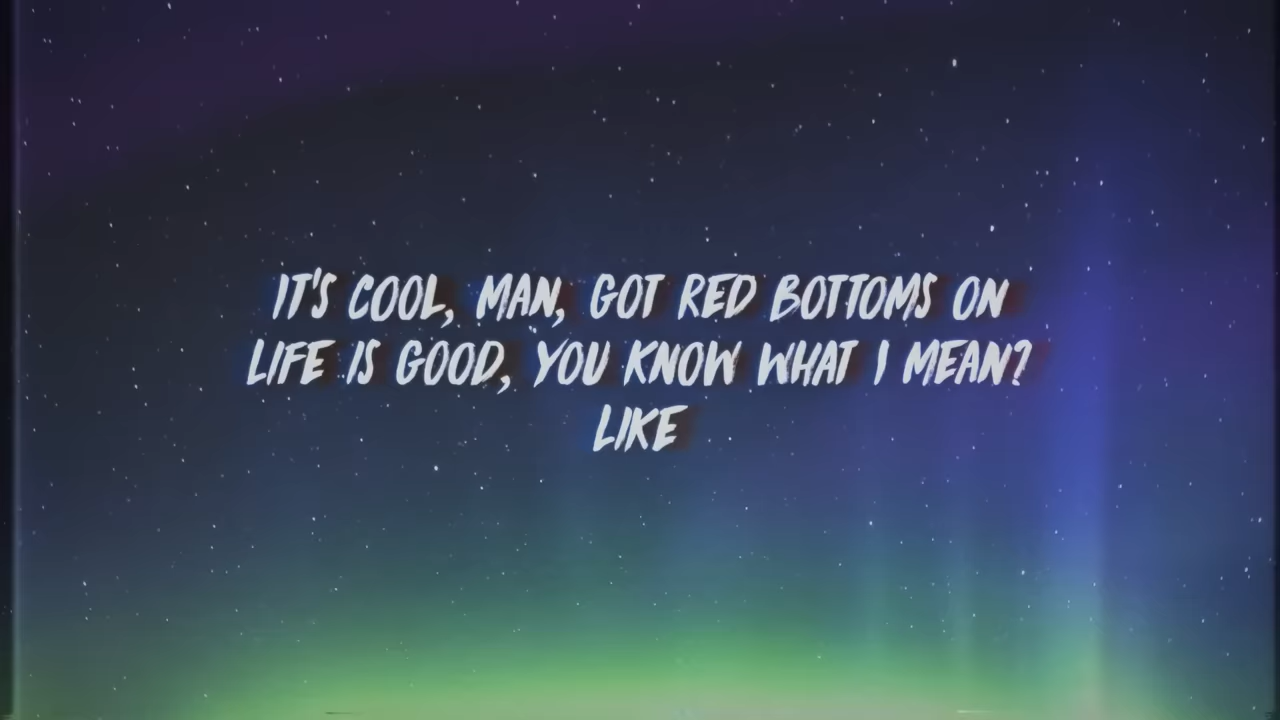 IT'S COOL, MAN, GOT RED BOTTOMS ON
LIFE IS GOOD, YOU KNOW WHAT I MEAN?
LIKE